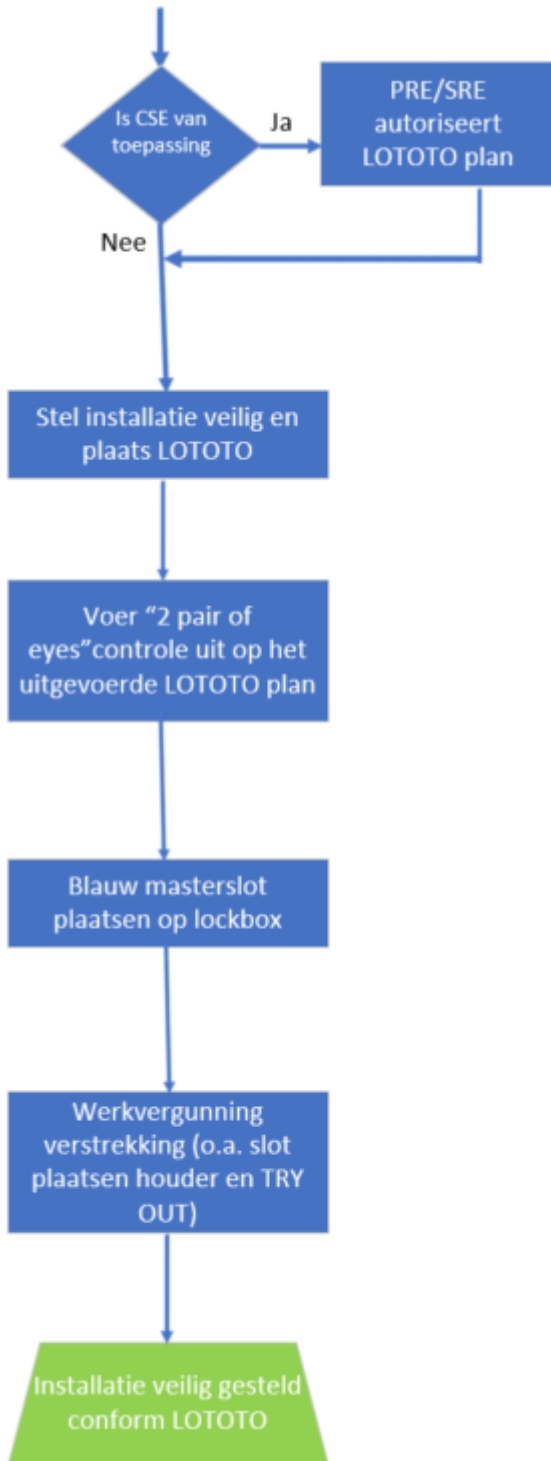 Is CSE van
toepassing
Ja
PRE/SRE
autoriseert
LOTOTO plan
Nee
Stel installatie veilig en
plaats LOTOTO
Voer “2 pair of
eyes”controle uit op het
uitgevoerde LOTOTO plan
Blauw masterslot
plaatsen op lockbox
Werkvergunning
verstrekking (o.a. slot
plaatsen houder en TRY
OUT)
Installatie veilig gesteld
conform LOTOTO